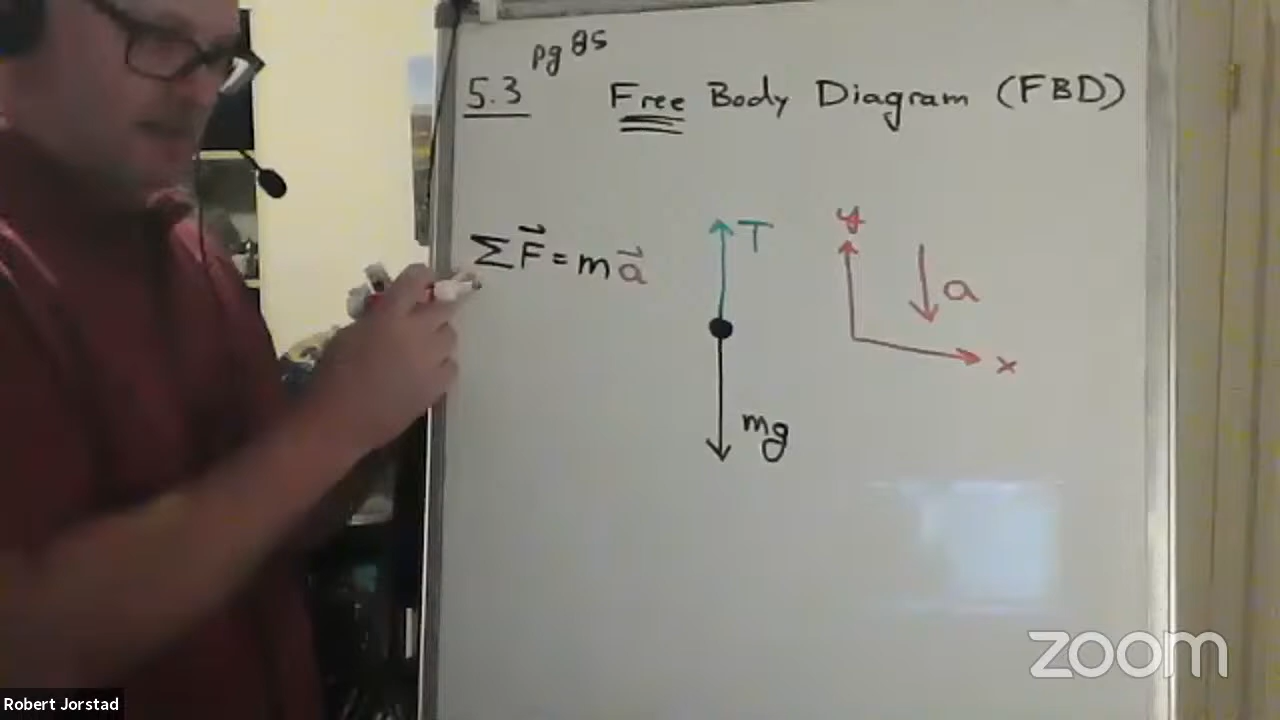 pg 85
5.3 Free Body Diagram (FBD)
ΣF⃗ = ma⃗
T
y
a
x
mg
zoom
Robert Jorstad